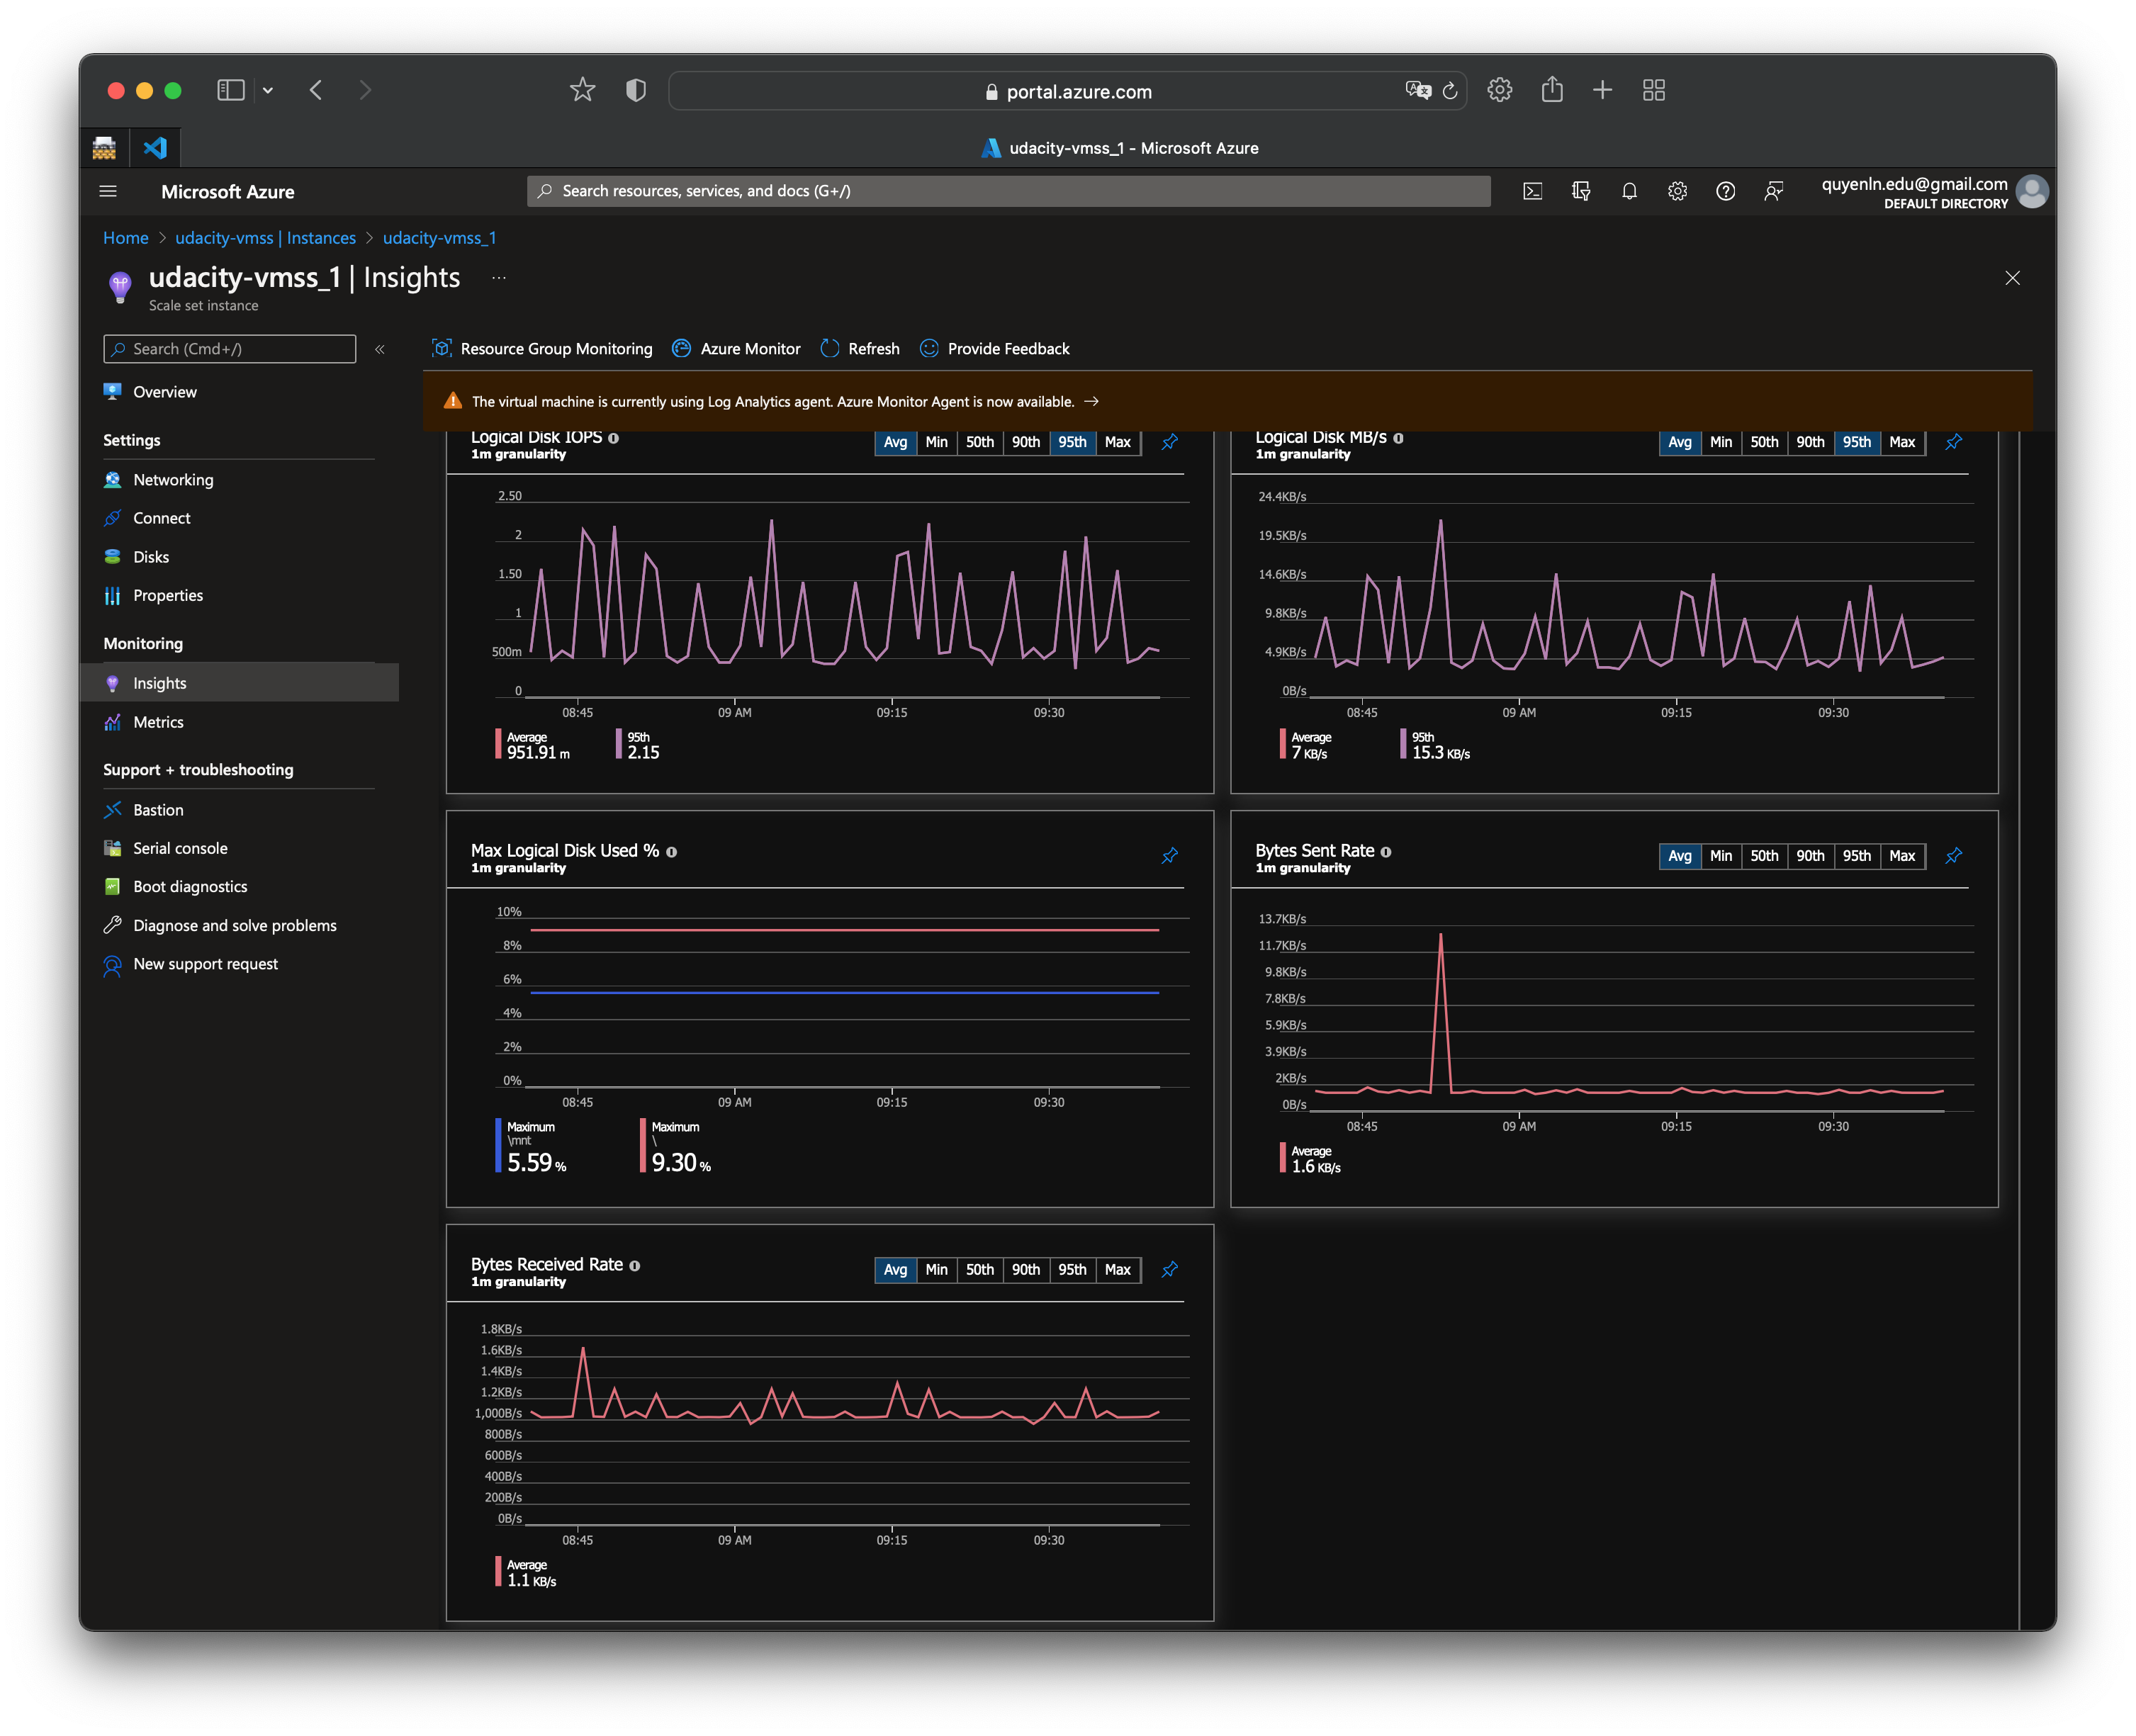 portal.azure.com
udacity-vmss_1 - Microsoft Azure
Microsoft Azure
Search resources, services, and docs (G+/)
quyenln.edu@gmail.com
DEFAULT DIRECTORY
Home > udacity-vmss | Instances > udacity-vmss_1
udacity-vmss_1 | Insights ...
Scale set instance
Search (Cmd+/)
«
Overview
Settings
Networking
Connect
Disks
Properties
Monitoring
Insights
Metrics
Support + troubleshooting
Bastion
Serial console
Boot diagnostics
Diagnose and solve problems
New support request
Resource Group Monitoring Azure Monitor Refresh Provide Feedback
The virtual machine is currently using Log Analytics agent. Azure Monitor Agent is now available. →
Logical Disk IOPS
1m granularity
Avg Min 50th 90th 95th Max
2.50
2
1.50
1
500m
0
08:45 09 AM 09:15 09:30
Average 95th
951.91 m 2.15
Logical Disk MB/s
1m granularity
Avg Min 50th 90th 95th Max
24.4KB/s
19.5KB/s
14.6KB/s
9.8KB/s
4.9KB/s
0B/s
08:45 09 AM 09:15 09:30
Average 95th
7 KB/s 15.3 KB/s
Max Logical Disk Used %
1m granularity
10%
8%
6%
4%
2%
0%
08:45 09 AM 09:15 09:30
Maximum Maximum
\mnt \
5.59 % 9.30 %
Bytes Sent Rate
1m granularity
Avg Min 50th 90th 95th Max
13.7KB/s
11.7KB/s
9.8KB/s
7.8KB/s
5.9KB/s
3.9KB/s
2KB/s
0B/s
08:45 09 AM 09:15 09:30
Average
1.6 KB/s
Bytes Received Rate
1m granularity
Avg Min 50th 90th 95th Max
1.8KB/s
1.6KB/s
1.4KB/s
1.2KB/s
1,000B/s
800B/s
600B/s
400B/s
200B/s
0B/s
08:45 09 AM 09:15 09:30
Average
1.1 KB/s